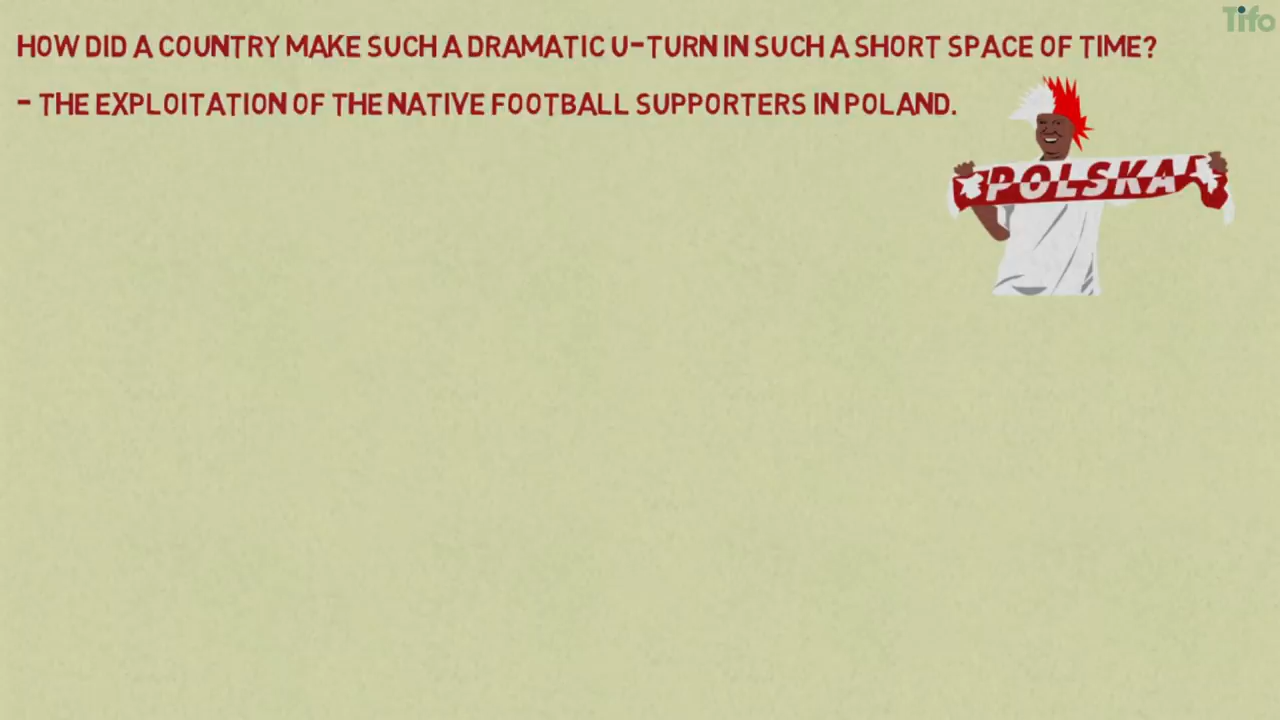 Tifo
HOW DID A COUNTRY MAKE SUCH A DRAMATIC U-TURN IN SUCH A SHORT SPACE OF TIME?
- THE EXPLOITATION OF THE NATIVE FOOTBALL SUPPORTERS IN POLAND.
POLSKA